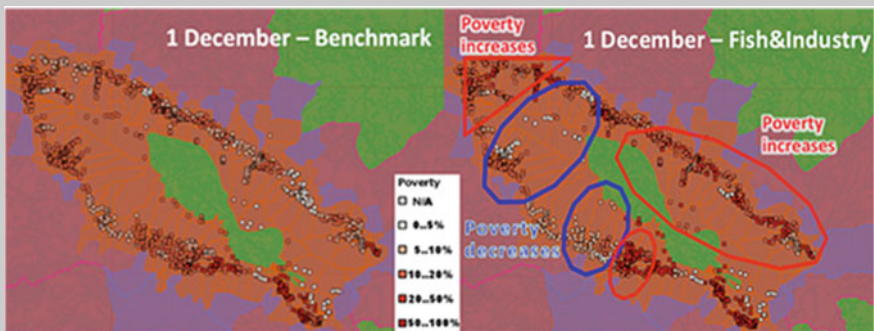 1 December – Benchmark
Poverty
N/A
0..5%
5..10%
10..20%
20..50%
50..100%
1 December – Fish&Industry
Poverty
increases
Poverty
increases
Poverty
decreases